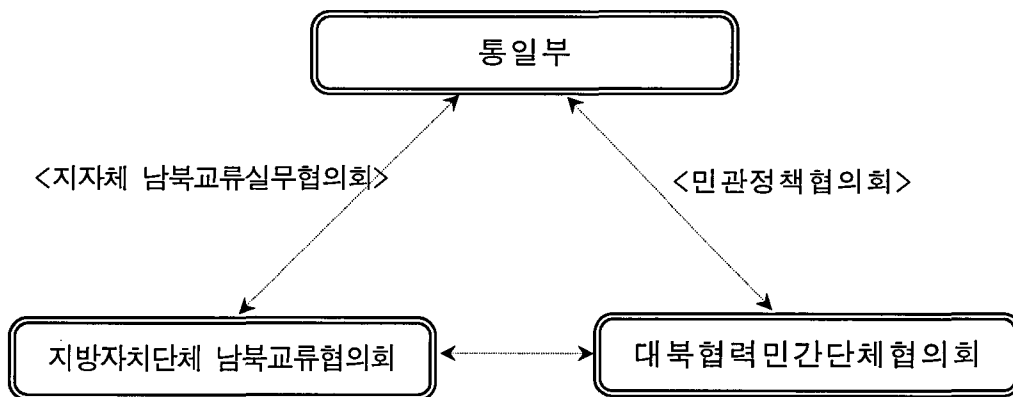 통일부
<지자체 남북교류실무협의회>
<민관정책협의회>
지방자치단체 남북교류협의회
대북협력민간단체협의회